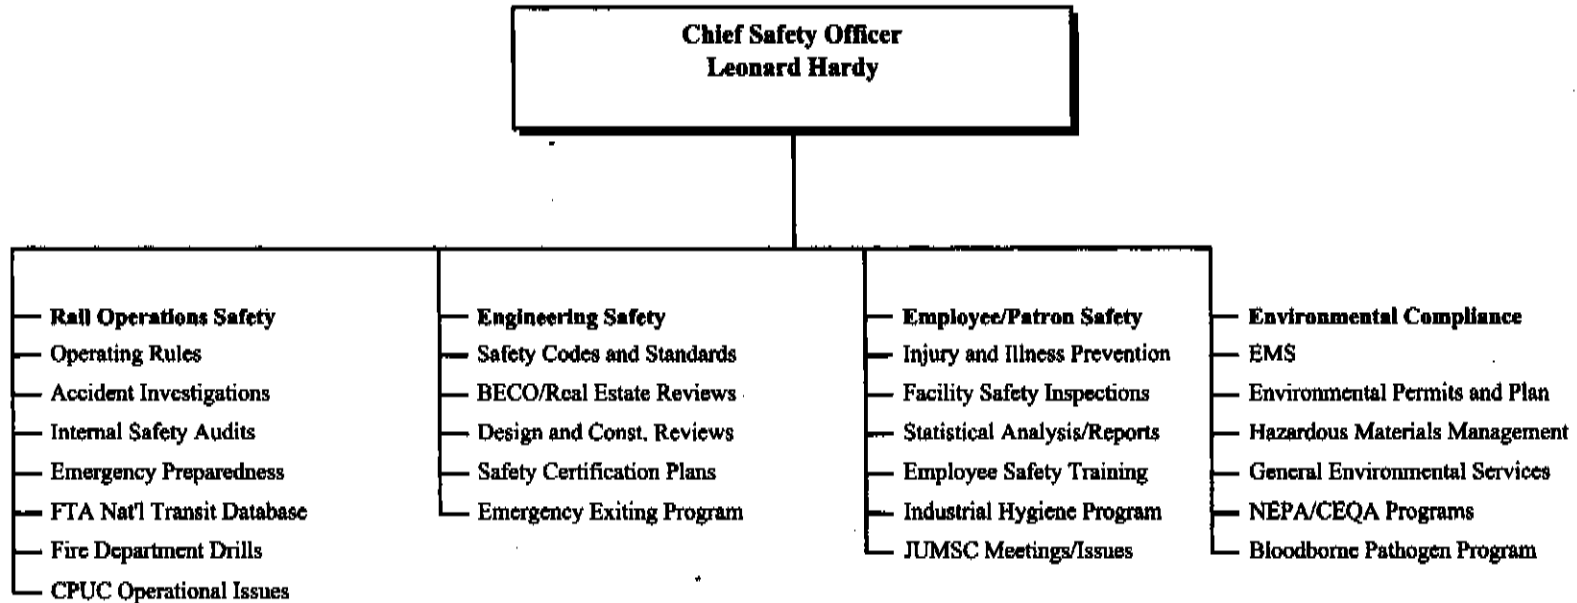 Chief Safety Officer
Leonard Hardy
Rail Operations Safety
Operating Rules
Accident Investigations
Internal Safety Audits
Emergency Preparedness
FTA Nat'l Transit Database
Fire Department Drills
CPUC Operational Issues
Engineering Safety
Safety Codes and Standards
BECO/Real Estate Reviews
Design and Const. Reviews
Safety Certification Plans
Emergency Exiting Program
Employee/Patron Safety
Injury and Illness Prevention
Facility Safety Inspections
Statistical Analysis/Reports
Employee Safety Training
Industrial Hygiene Program
JUMSC Meetings/Issues
Environmental Compliance
EMS
Environmental Permits and Plan
Hazardous Materials Management
General Environmental Services
NEPA/CEQA Programs
Bloodborne Pathogen Program